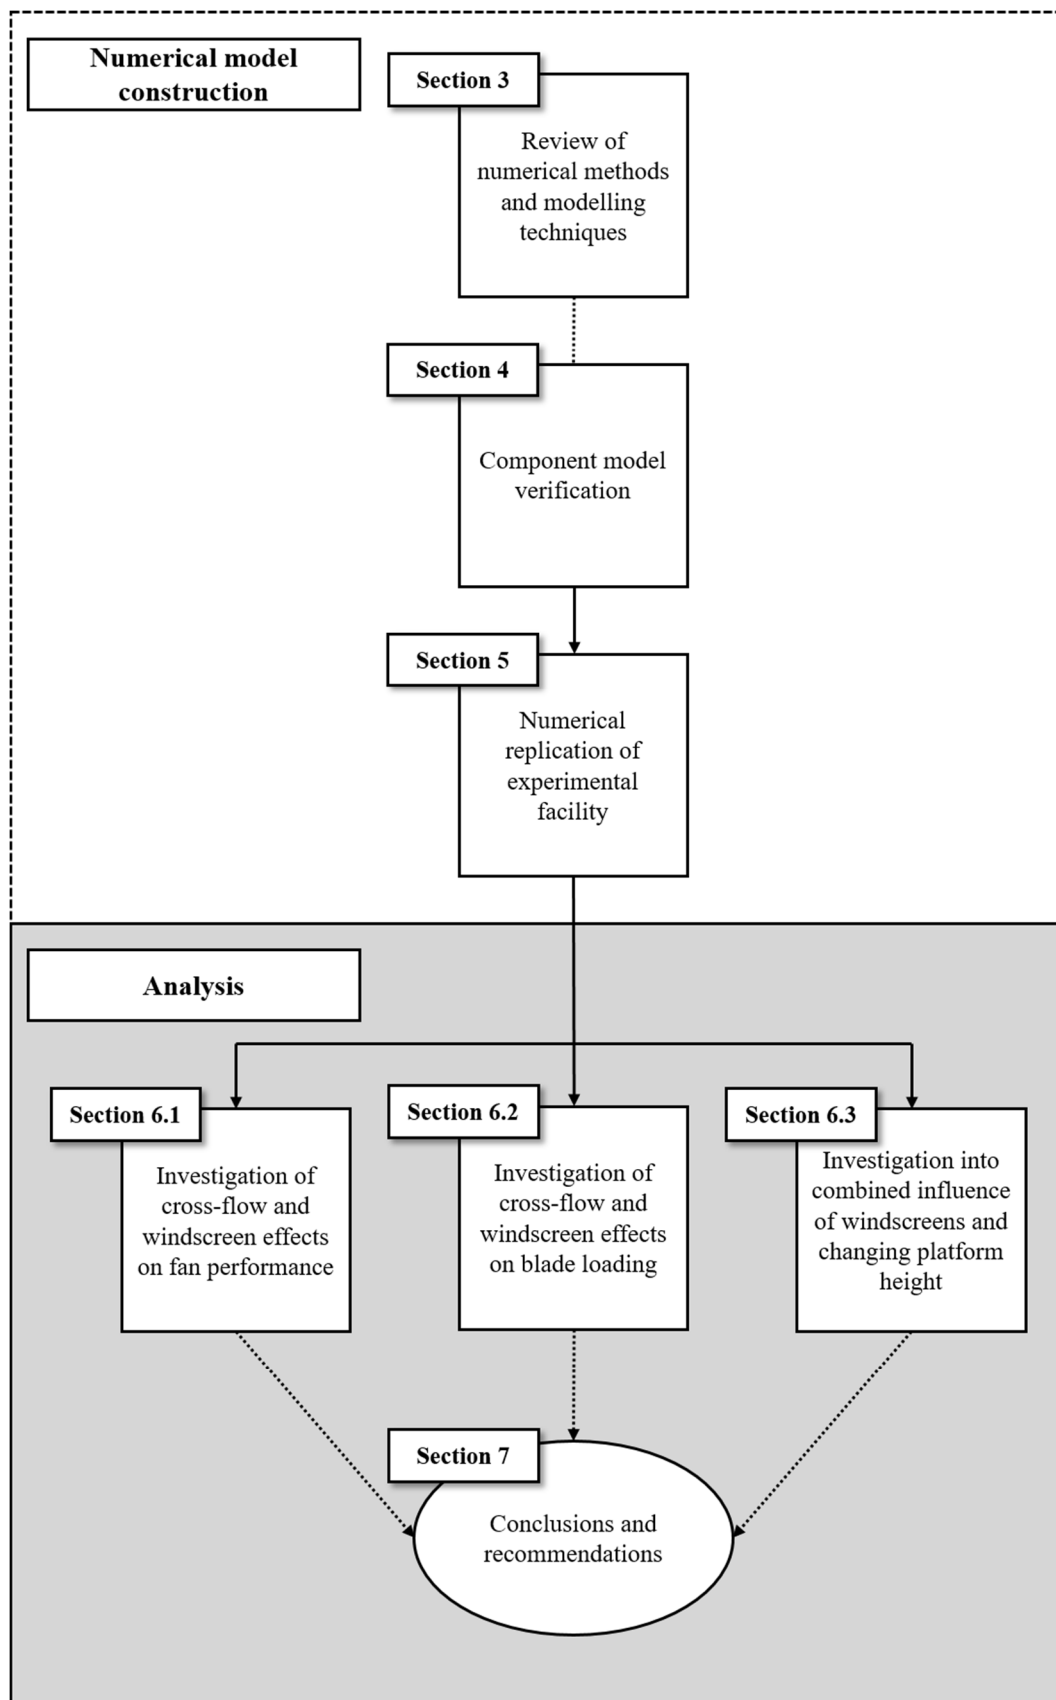 Numerical model
construction
Section 3
Review of
numerical methods
and modelling
techniques
Section 4
Component model
verification
Section 5
Numerical
replication of
experimental
facility
Analysis
Section 6.1
Investigation of
cross-flow and
windscreen effects
on fan performance
Section 6.2
Investigation of
cross-flow and
windscreen effects
on blade loading
Section 6.3
Investigation into
combined influence
of windscreens and
changing platform
height
Section 7
Conclusions and
recommendations